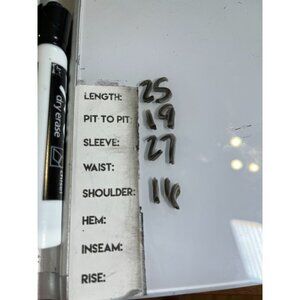 LENGTH: 25
PIT TO PIT: 19
SLEEVE: 27
WAIST:
SHOULDER: 16
HEM:
INSEAM:
RISE:
dry erase